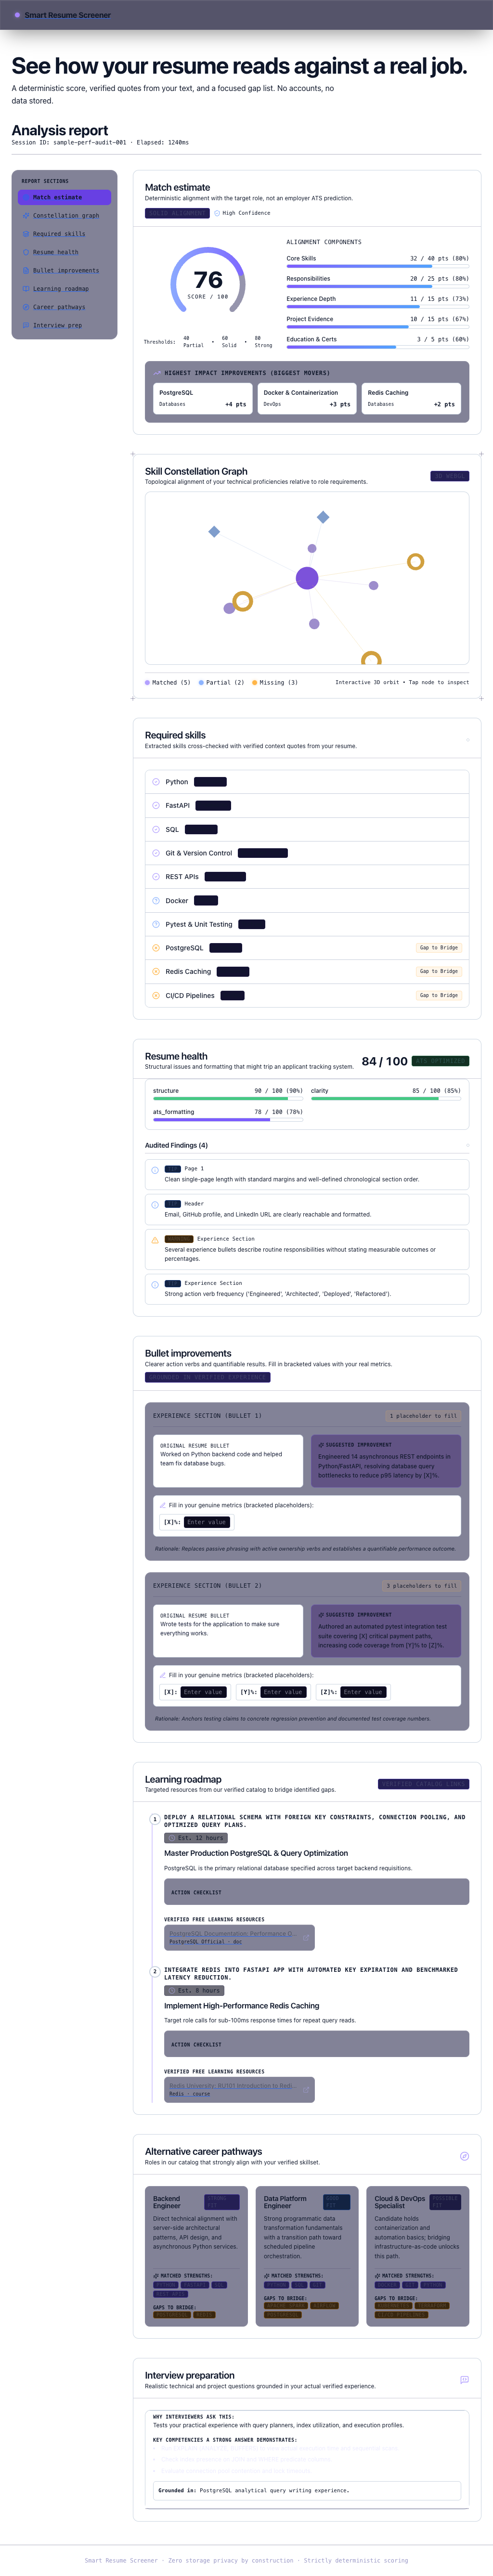 Smart Resume Screener
See how your resume reads against a real job.
A deterministic score, verified quotes from your text, and a focused gap list. No accounts, no
data stored.
Analysis report
Session ID: sample-perf-audit-001 · Elapsed: 1240ms
REPORT SECTIONS
Match estimate
Constellation graph
Required skills
Resume health
Bullet improvements
Learning roadmap
Career pathways
Interview prep
Match estimate
Deterministic alignment with the target role, not an employer ATS prediction.
High Confidence
76
SCORE / 100
Thresholds: 40 Partial • 60 Solid • 80 Strong
ALIGNMENT COMPONENTS
Core Skills 32 / 40 pts (80%)
Responsibilities 20 / 25 pts (80%)
Experience Depth 11 / 15 pts (73%)
Project Evidence 10 / 15 pts (67%)
Education & Certs 3 / 5 pts (60%)
HIGHEST IMPACT IMPROVEMENTS (BIGGEST MOVERS)
PostgreSQL
Databases +4 pts
Docker & Containerization
DevOps +3 pts
Redis Caching
Databases +2 pts
Skill Constellation Graph
Topological alignment of your technical proficiencies relative to role requirements.
Matched (5) Partial (2) Missing (3)
Interactive 3D orbit • Tap node to inspect
Required skills
Extracted skills cross-checked with verified context quotes from your resume.
Python
FastAPI
SQL
Git & Version Control
REST APIs
Docker
Pytest & Unit Testing
PostgreSQL Gap to Bridge
Redis Caching Gap to Bridge
CI/CD Pipelines Gap to Bridge
Resume health
Structural issues and formatting that might trip an applicant tracking system.
84 / 100
ATS OPTIMIZED
structure 90 / 100 (90%)
clarity 85 / 100 (85%)
ats_formatting 78 / 100 (78%)
Audited Findings (4)
Page 1
Clean single-page length with standard margins and well-defined chronological section order.
Header
Email, GitHub profile, and LinkedIn URL are clearly reachable and formatted.
Experience Section
Several experience bullets describe routine responsibilities without stating measurable outcomes or
percentages.
Experience Section
Strong action verb frequency ('Engineered', 'Architected', 'Deployed', 'Refactored').
Bullet improvements
Clearer action verbs and quantifiable results. Fill in bracketed values with your real metrics.
GROUNDED IN VERIFIED EXPERIENCE
EXPERIENCE SECTION (BULLET 1)
1 placeholder to fill
ORIGINAL RESUME BULLET
Worked on Python backend code and helped
team fix database bugs.
SUGGESTED IMPROVEMENT
Engineered 14 asynchronous REST endpoints in
Python/FastAPI, resolving database query
bottlenecks to reduce p95 latency by [X]%.
Fill in your genuine metrics (bracketed placeholders):
[X]%: Enter value
Rationale: Replaces passive phrasing with active ownership verbs and establishes a quantifiable performance outcome.
EXPERIENCE SECTION (BULLET 2)
3 placeholders to fill
ORIGINAL RESUME BULLET
Wrote tests for the application to make sure
everything works.
SUGGESTED IMPROVEMENT
Authored an automated pytest integration test
suite covering [X] critical payment paths,
increasing code coverage from [Y]% to [Z]%.
Fill in your genuine metrics (bracketed placeholders):
[X]: Enter value [Y]%: Enter value [Z]%: Enter value
Rationale: Anchors testing claims to concrete regression prevention and documented test coverage numbers.
Learning roadmap
Targeted resources from our verified catalog to bridge identified gaps.
VERIFIED CATALOG LINKS
1
DEPLOY A RELATIONAL SCHEMA WITH FOREIGN KEY CONSTRAINTS, CONNECTION POOLING, AND
OPTIMIZED QUERY PLANS.
Est. 12 hours
Master Production PostgreSQL & Query Optimization
PostgreSQL is the primary relational database specified across target backend requisitions.
ACTION CHECKLIST
VERIFIED FREE LEARNING RESOURCES
PostgreSQL Documentation: Performance O...
PostgreSQL Official · doc
2
INTEGRATE REDIS INTO FASTAPI APP WITH AUTOMATED KEY EXPIRATION AND BENCHMARKED
LATENCY REDUCTION.
Est. 8 hours
Implement High-Performance Redis Caching
Target role calls for sub-100ms response times for repeat query reads.
ACTION CHECKLIST
VERIFIED FREE LEARNING RESOURCES
Redis University: RU101 Introduction to Redi...
Redis · course
Alternative career pathways
Roles in our catalog that strongly align with your verified skillset.
Backend
Engineer
Direct technical alignment with
server-side architectural
patterns, API design, and
asynchronous Python services.
MATCHED STRENGTHS:
GAPS TO BRIDGE:
Data Platform
Engineer
Strong programmatic data
transformation fundamentals
with a transition path toward
scheduled pipeline
orchestration.
MATCHED STRENGTHS:
GAPS TO BRIDGE:
Cloud & DevOps
Specialist
Candidate holds
containerization and
automation basics, bridging
infrastructure-as-code unlocks
this path.
MATCHED STRENGTHS:
GAPS TO BRIDGE:
Interview preparation
Realistic technical and project questions grounded in your actual verified experience.
WHY INTERVIEWERS ASK THIS:
Tests your practical experience with query planners, index utilization, and execution profiles.
KEY COMPETENCIES A STRONG ANSWER DEMONSTRATES:
Grounded in: PostgreSQL analytical query writing experience.
Smart Resume Screener · Zero storage privacy by construction · Strictly deterministic scoring